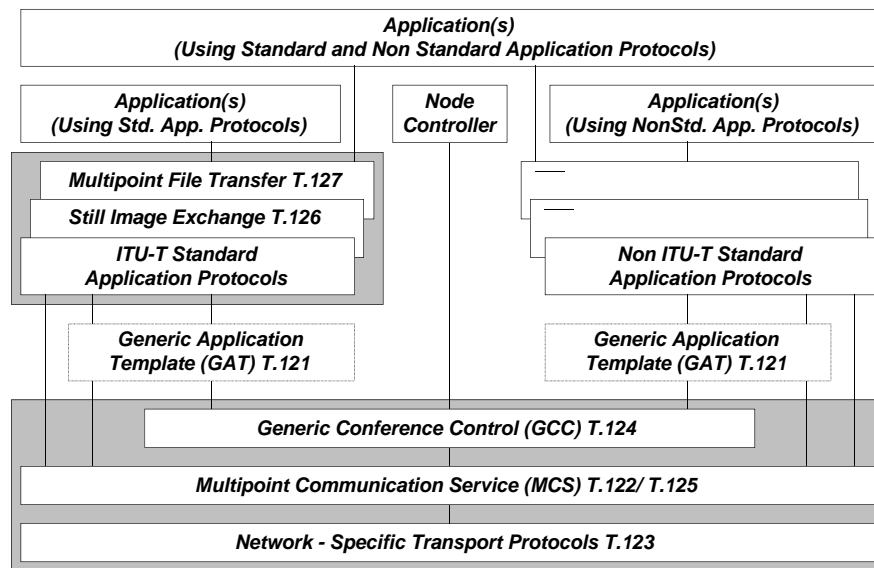 Application(s)
(Using Standard and Non Standard Application Protocols)
Application(s)
(Using Std. App. Protocols)
Node
Controller
Application(s)
(Using NonStd. App. Protocols)
Multipoint File Transfer T.127
Still Image Exchange T.126
ITU-T Standard
Application Protocols
Non ITU-T Standard
Application Protocols
Generic Application
Template (GAT) T.121
Generic Application
Template (GAT) T.121
Generic Conference Control (GCC) T.124
Multipoint Communication Service (MCS) T.122/ T.125
Network - Specific Transport Protocols T.123